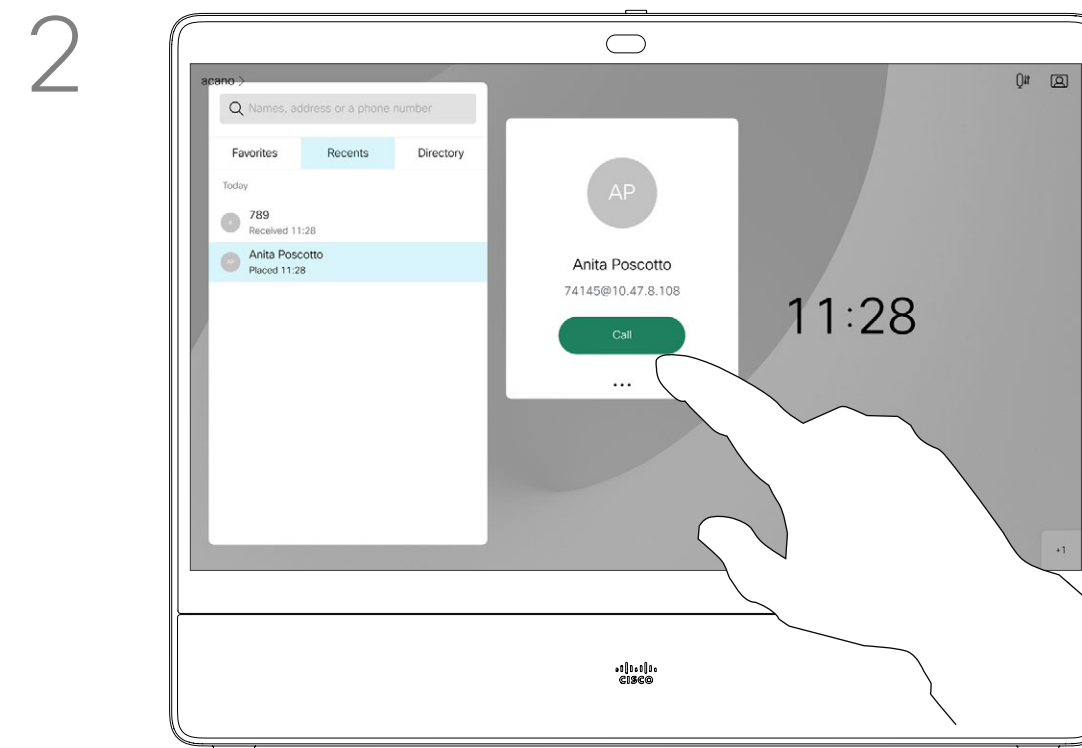 2
acano >
Names, address or a phone number
Favorites Recents Directory
Today
789
Received 11:28
AP
Anita Poscotto
Placed 11:28
AP
Anita Poscotto
74145@10.47.8.108
Call
...
11:28
+1
CISCO